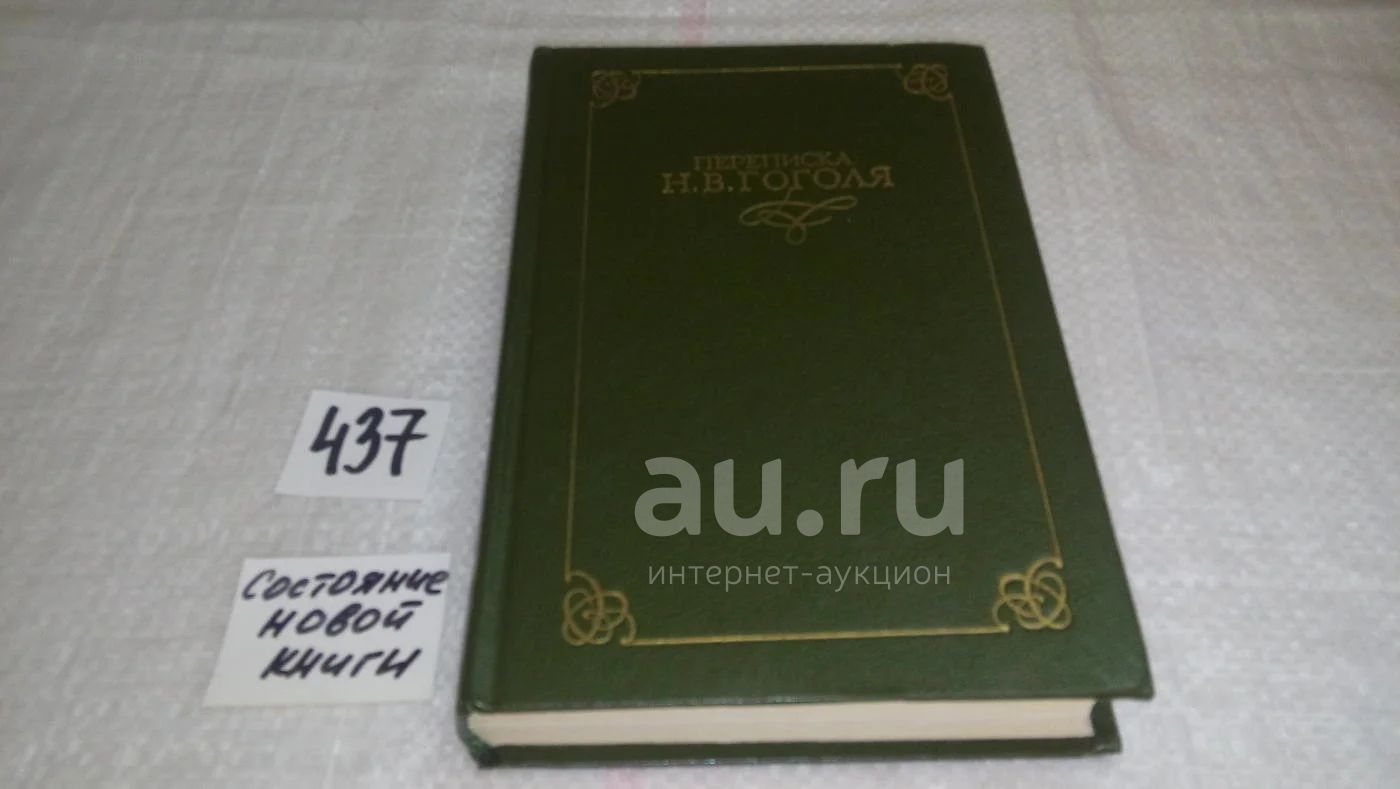 ПЕРЕПИСКА
Н.В.ГОГОЛЯ
437
Состояние
новой
книги
au.ru
интернет-аукцион